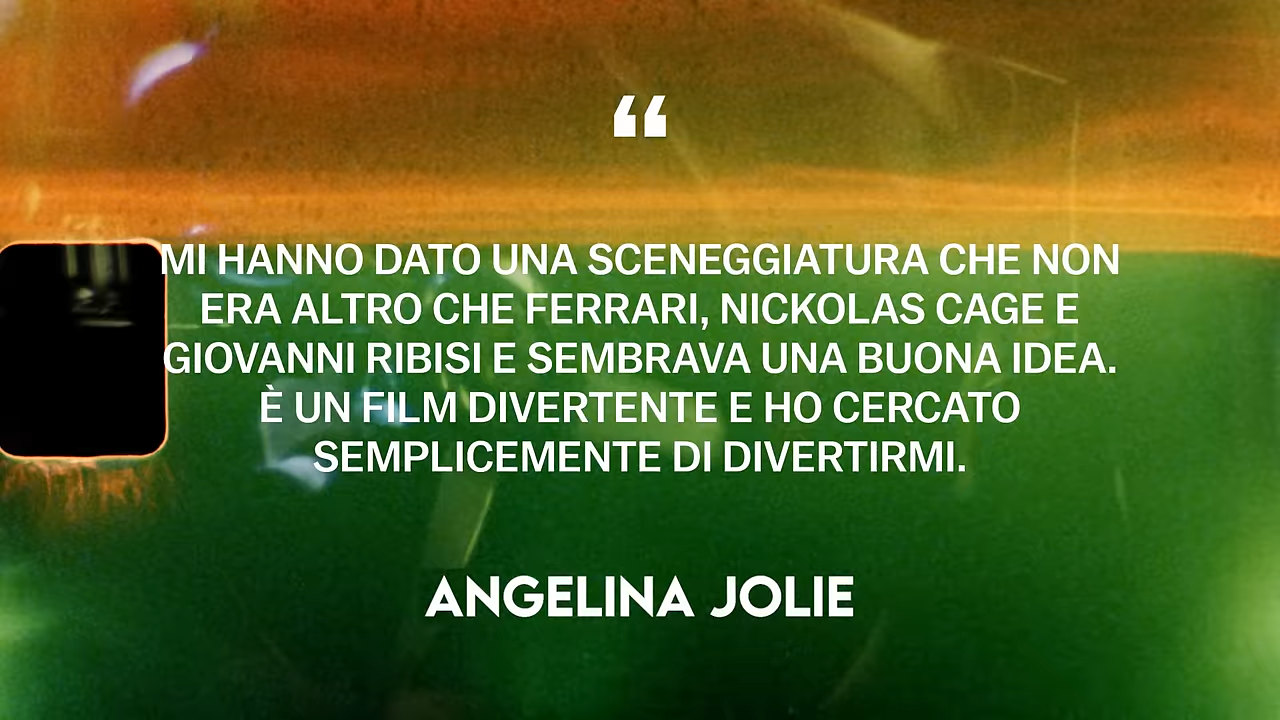 “
MI HANNO DATO UNA SCENEGGIATURA CHE NON
ERA ALTRO CHE FERRARI, NICKOLAS CAGE E
GIOVANNI RIBISI E SEMBRAVA UNA BUONA IDEA.
È UN FILM DIVERTENTE E HO CERCATO
SEMPLICEMENTE DI DIVERTIRMI.
ANGELINA JOLIE